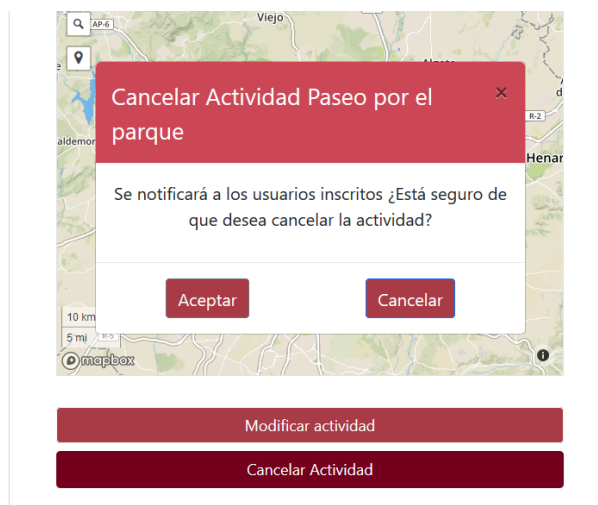 AP-6
Viejo
Cancelar Actividad Paseo por el
parque
×
R-2
aldemor
Henar
Se notificará a los usuarios inscritos ¿Está seguro de
que desea cancelar la actividad?
Aceptar
Cancelar
10 km
5 mi
R-5
mapbox
Modificar actividad
Cancelar Actividad